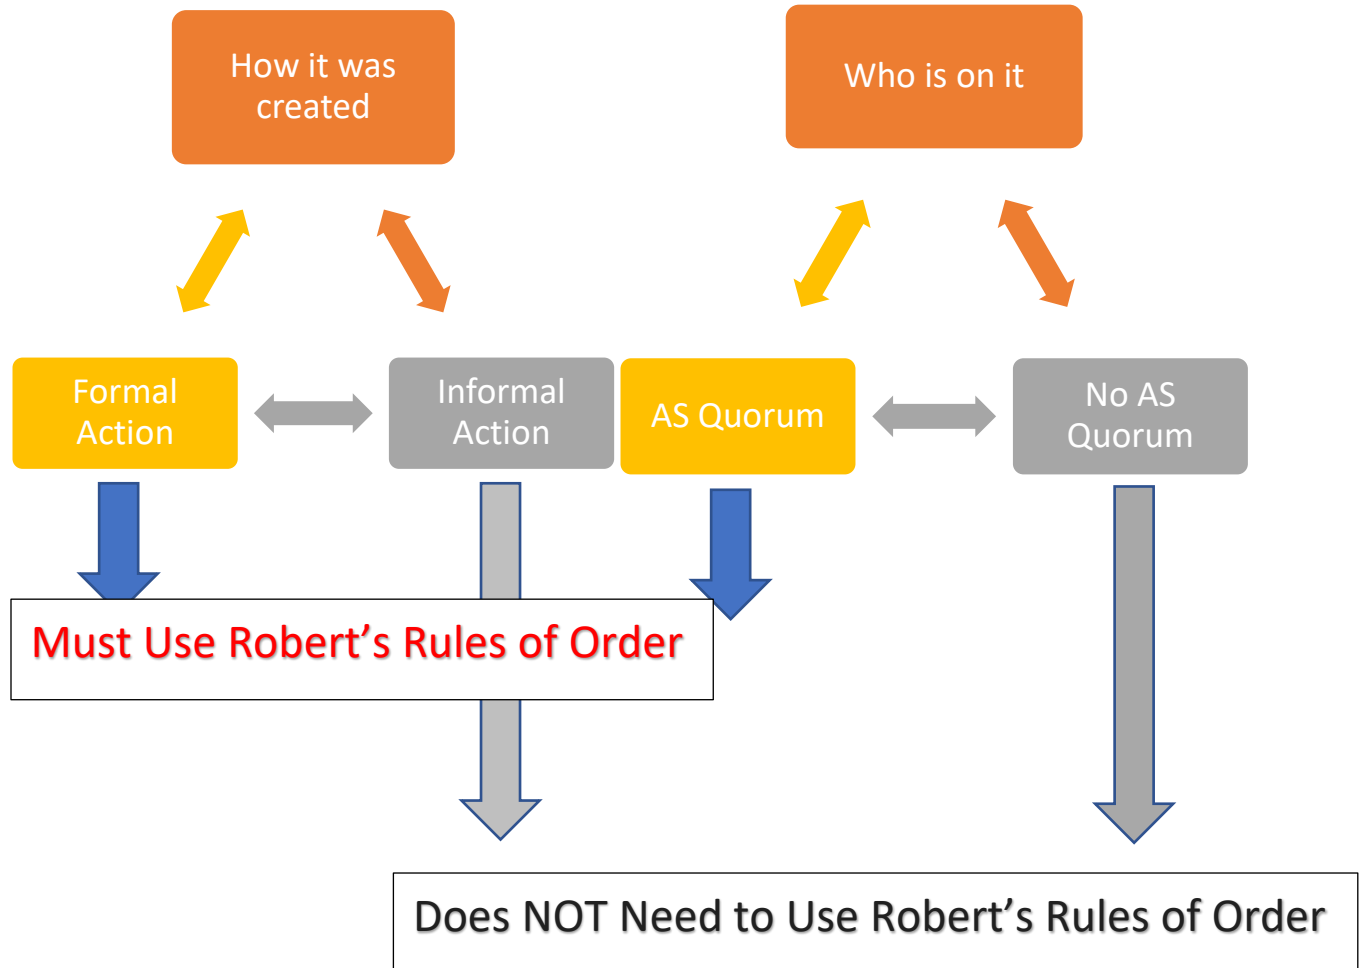 How it was
created
Who is on it
Formal
Action
Informal
Action
AS Quorum
No AS
Quorum
Must Use Robert’s Rules of Order
Does NOT Need to Use Robert’s Rules of Order